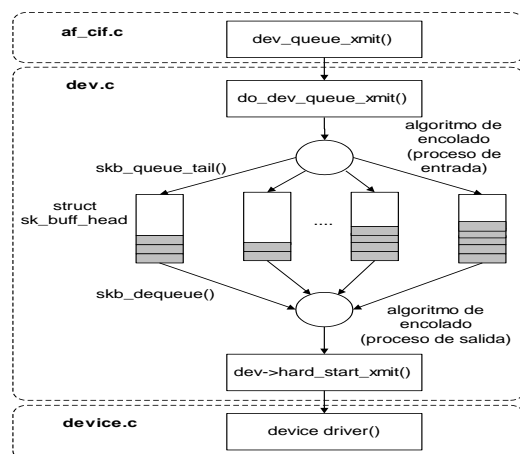 af_cif.c
dev_queue_xmit()
dev.c
do_dev_queue_xmit()
algoritmo de
encolado
(proceso de
entrada)
skb_queue_tail()
struct
sk_buff_head
....
skb_dequeue()
algoritmo de
encolado
(proceso de salida)
dev->hard_start_xmit()
device.c
device driver()